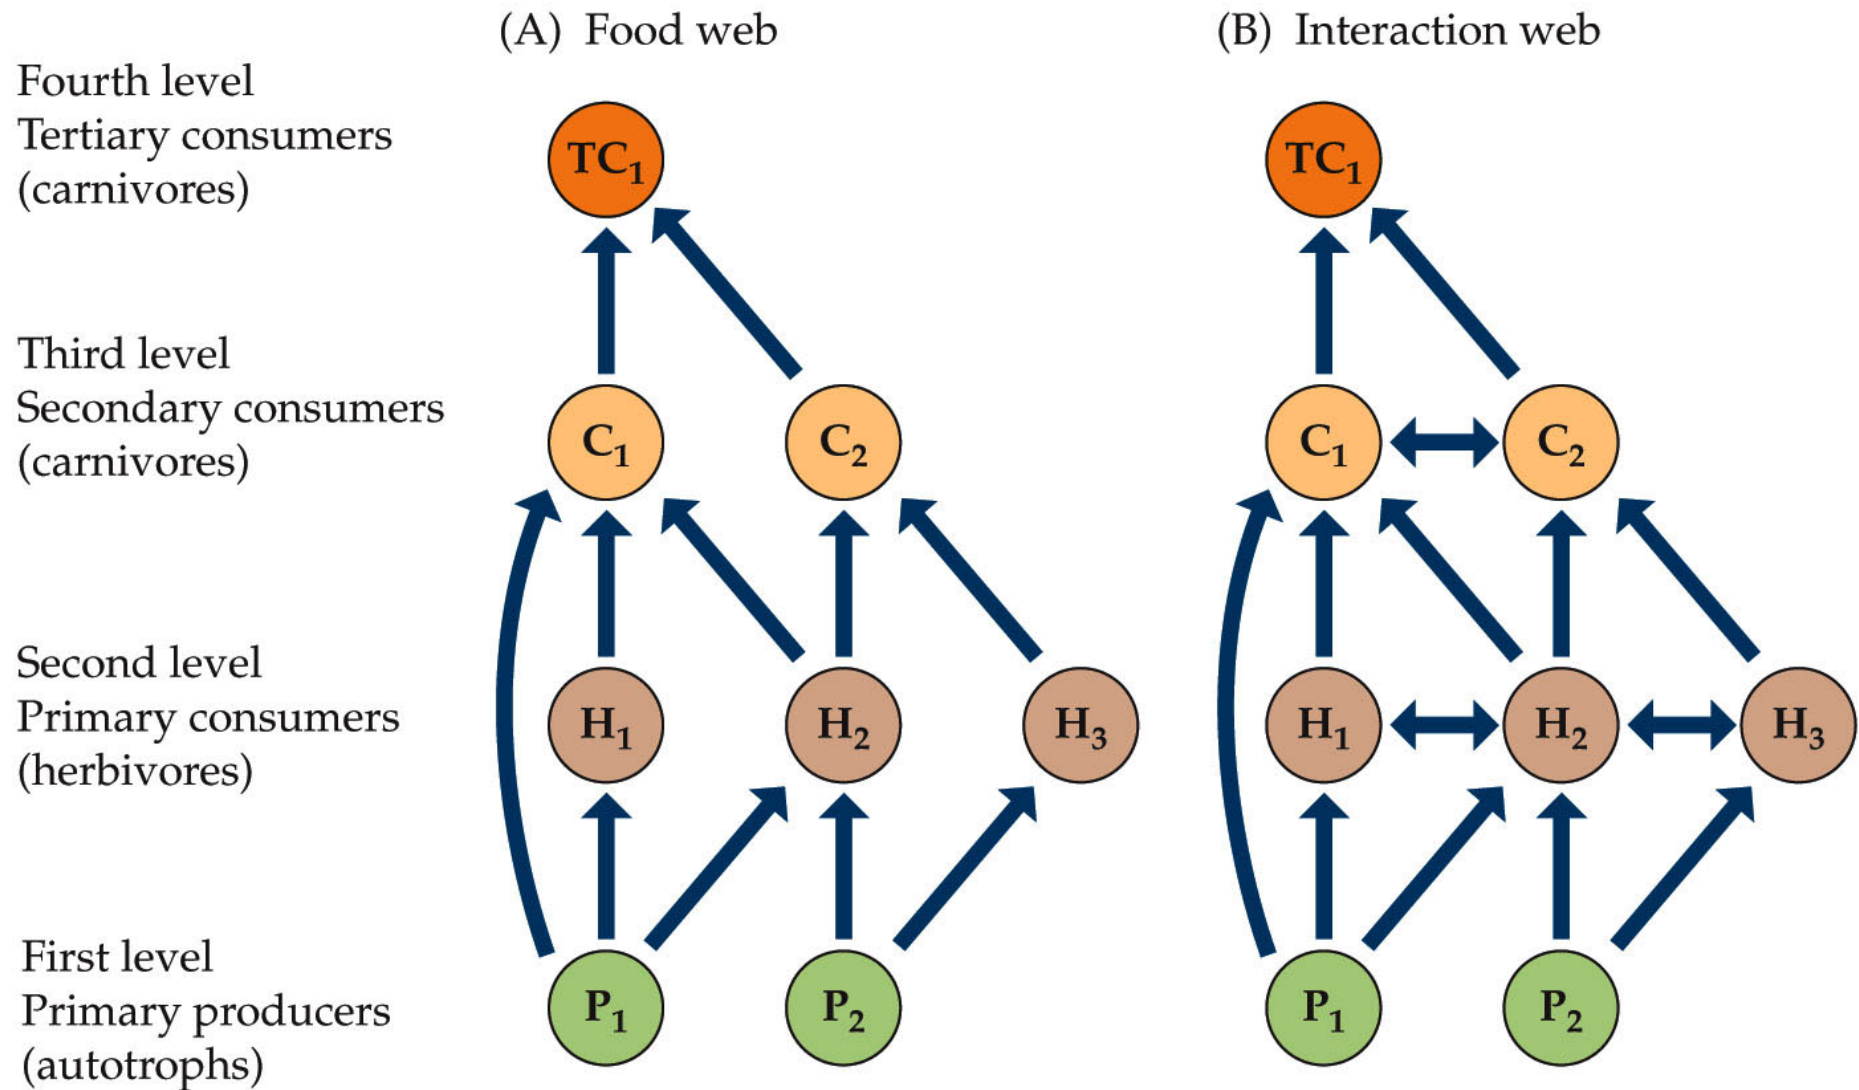 (A) Food web
(B) Interaction web
Fourth level
Tertiary consumers
(carnivores)
TC₁
TC₁
Third level
Secondary consumers
(carnivores)
C₁
C₂
C₁
C₂
Second level
Primary consumers
(herbivores)
H₁
H₂
H₃
H₁
H₂
H₃
First level
Primary producers
(autotrophs)
P₁
P₂
P₁
P₂